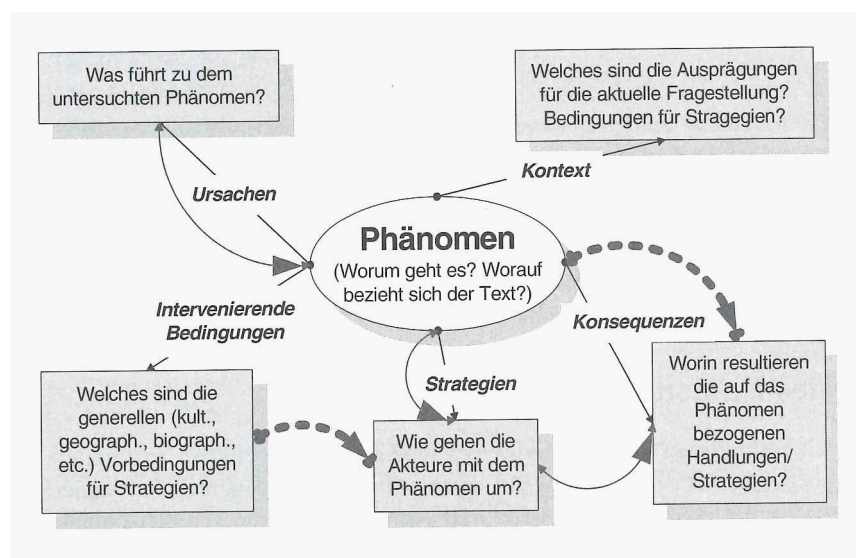 Was führt zu dem
untersuchten Phänomen?
Welches sind die Ausprägungen
für die aktuelle Fragestellung?
Bedingungen für Stragegien?
Ursachen
Kontext
Phänomen
(Worum geht es? Worauf
bezieht sich der Text?)
Intervenierende
Bedingungen
Konsequenzen
Strategien
Welches sind die
generellen (kult.,
geograph., biograph.,
etc.) Vorbedingungen
für Strategien?
Wie gehen die
Akteure mit dem
Phänomen um?
Worin resultieren
die auf das
Phänomen
bezogenen
Handlungen/
Strategien?